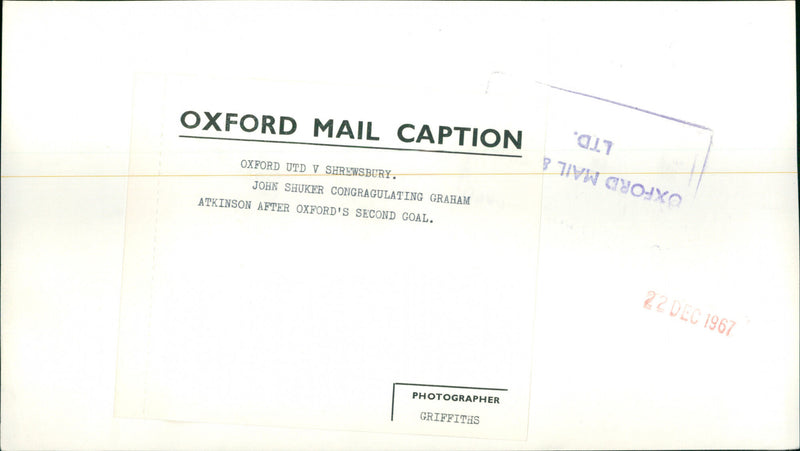 OXFORD MAIL CAPTION
OXFORD UTD V SHREWSBURY.
JOHN SHUKER CONGRAGULATING GRAHAM
ATKINSON AFTER OXFORD'S SECOND GOAL.
PHOTOGRAPHER
GRIFFITHS
OXFORD MAIL &
LTD.
22 DEC 1967